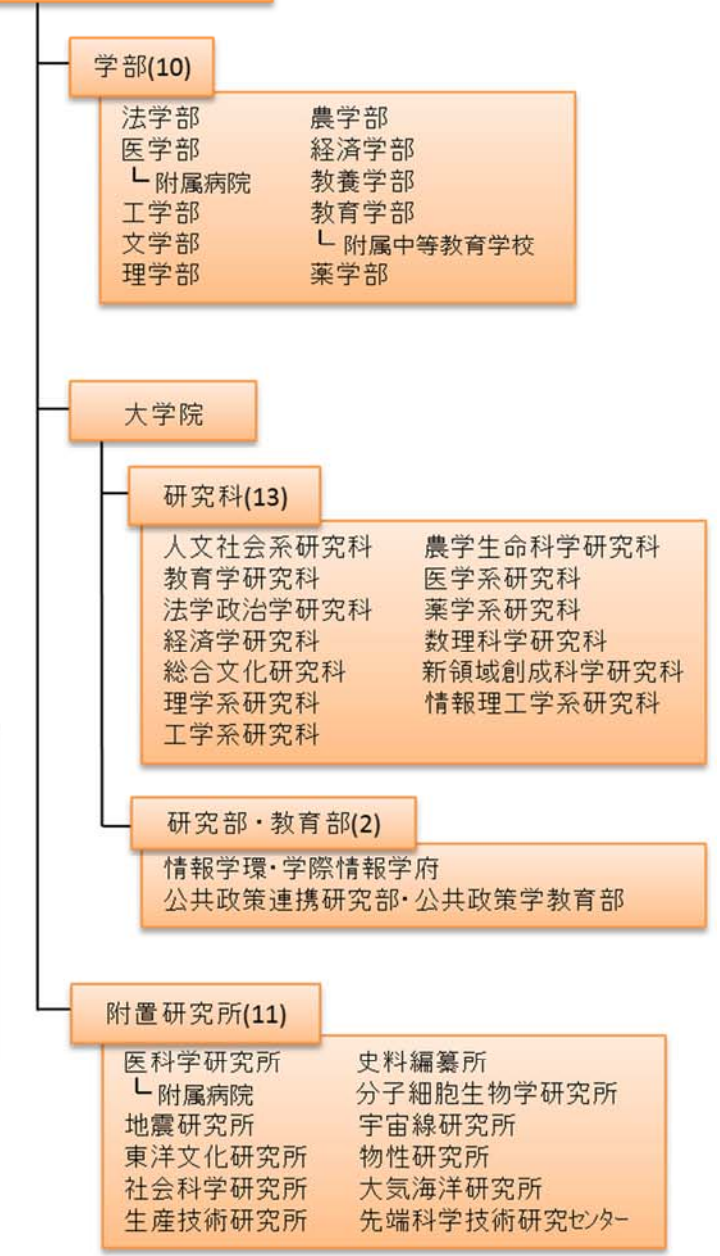 学部(10)
法学部
医学部
┗ 附属病院
工学部
文学部
理学部
農学部
経済学部
教養学部
教育学部
┗ 附属中等教育学校
薬学部
大学院
研究科(13)
人文社会系研究科
教育学研究科
法学政治学研究科
経済学研究科
総合文化研究科
理学系研究科
工学系研究科
農学生命科学研究科
医学系研究科
薬学系研究科
数理科学研究科
新領域創成科学研究科
情報理工学系研究科
研究部・教育部(2)
情報学環・学際情報学府
公共政策連携研究部・公共政策学教育部
附置研究所(11)
医科学研究所
┗ 附属病院
地震研究所
東洋文化研究所
社会科学研究所
生産技術研究所
史料編纂所
分子細胞生物学研究所
宇宙線研究所
物性研究所
大気海洋研究所
先端科学技術研究センター